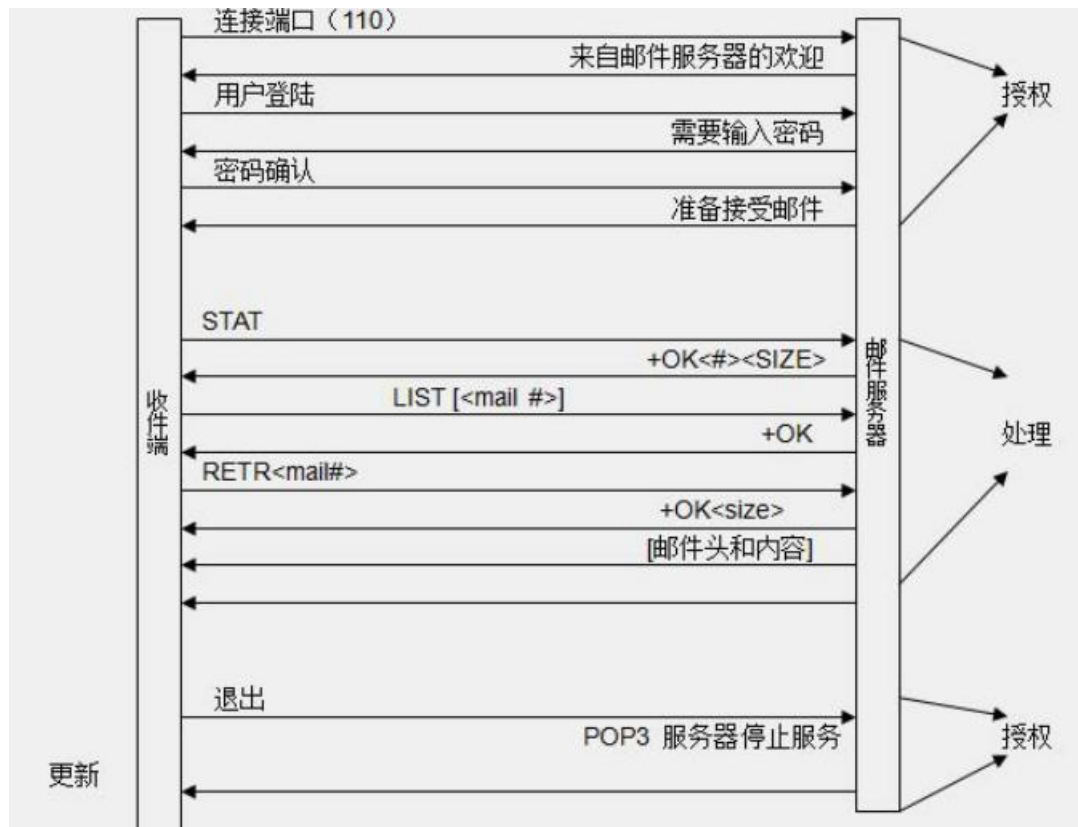 连接端口（110）
来自邮件服务器的欢迎
用户登陆
授权
需要输入密码
密码确认
准备接受邮件
STAT
+OK<#><SIZE>
LIST [<mail #>]
+OK
RETR<mail#>
+OK<size>
[邮件头和内容]
收件端
邮件服务器
处理
退出
POP3 服务器停止服务
授权
更新